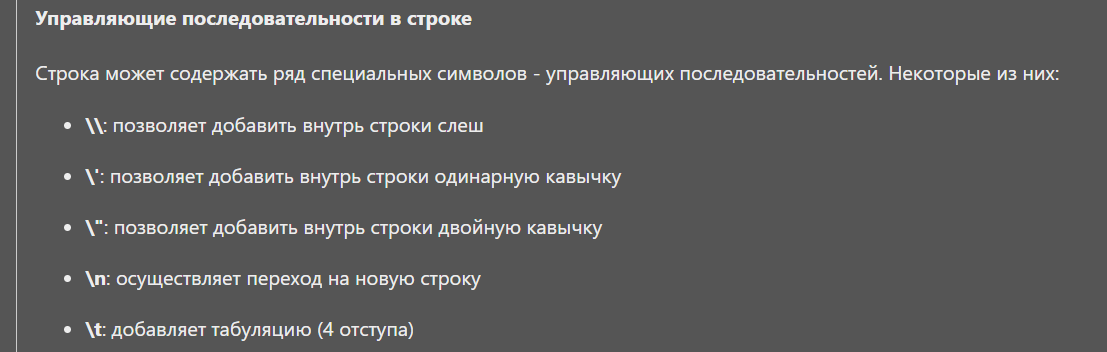 Управляющие последовательности в строке
Строка может содержать ряд специальных символов - управляющих последовательностей. Некоторые из них:
• \\: позволяет добавить внутрь строки слеш
• \': позволяет добавить внутрь строки одинарную кавычку
• \": позволяет добавить внутрь строки двойную кавычку
• \n: осуществляет переход на новую строку
• \t: добавляет табуляцию (4 отступа)